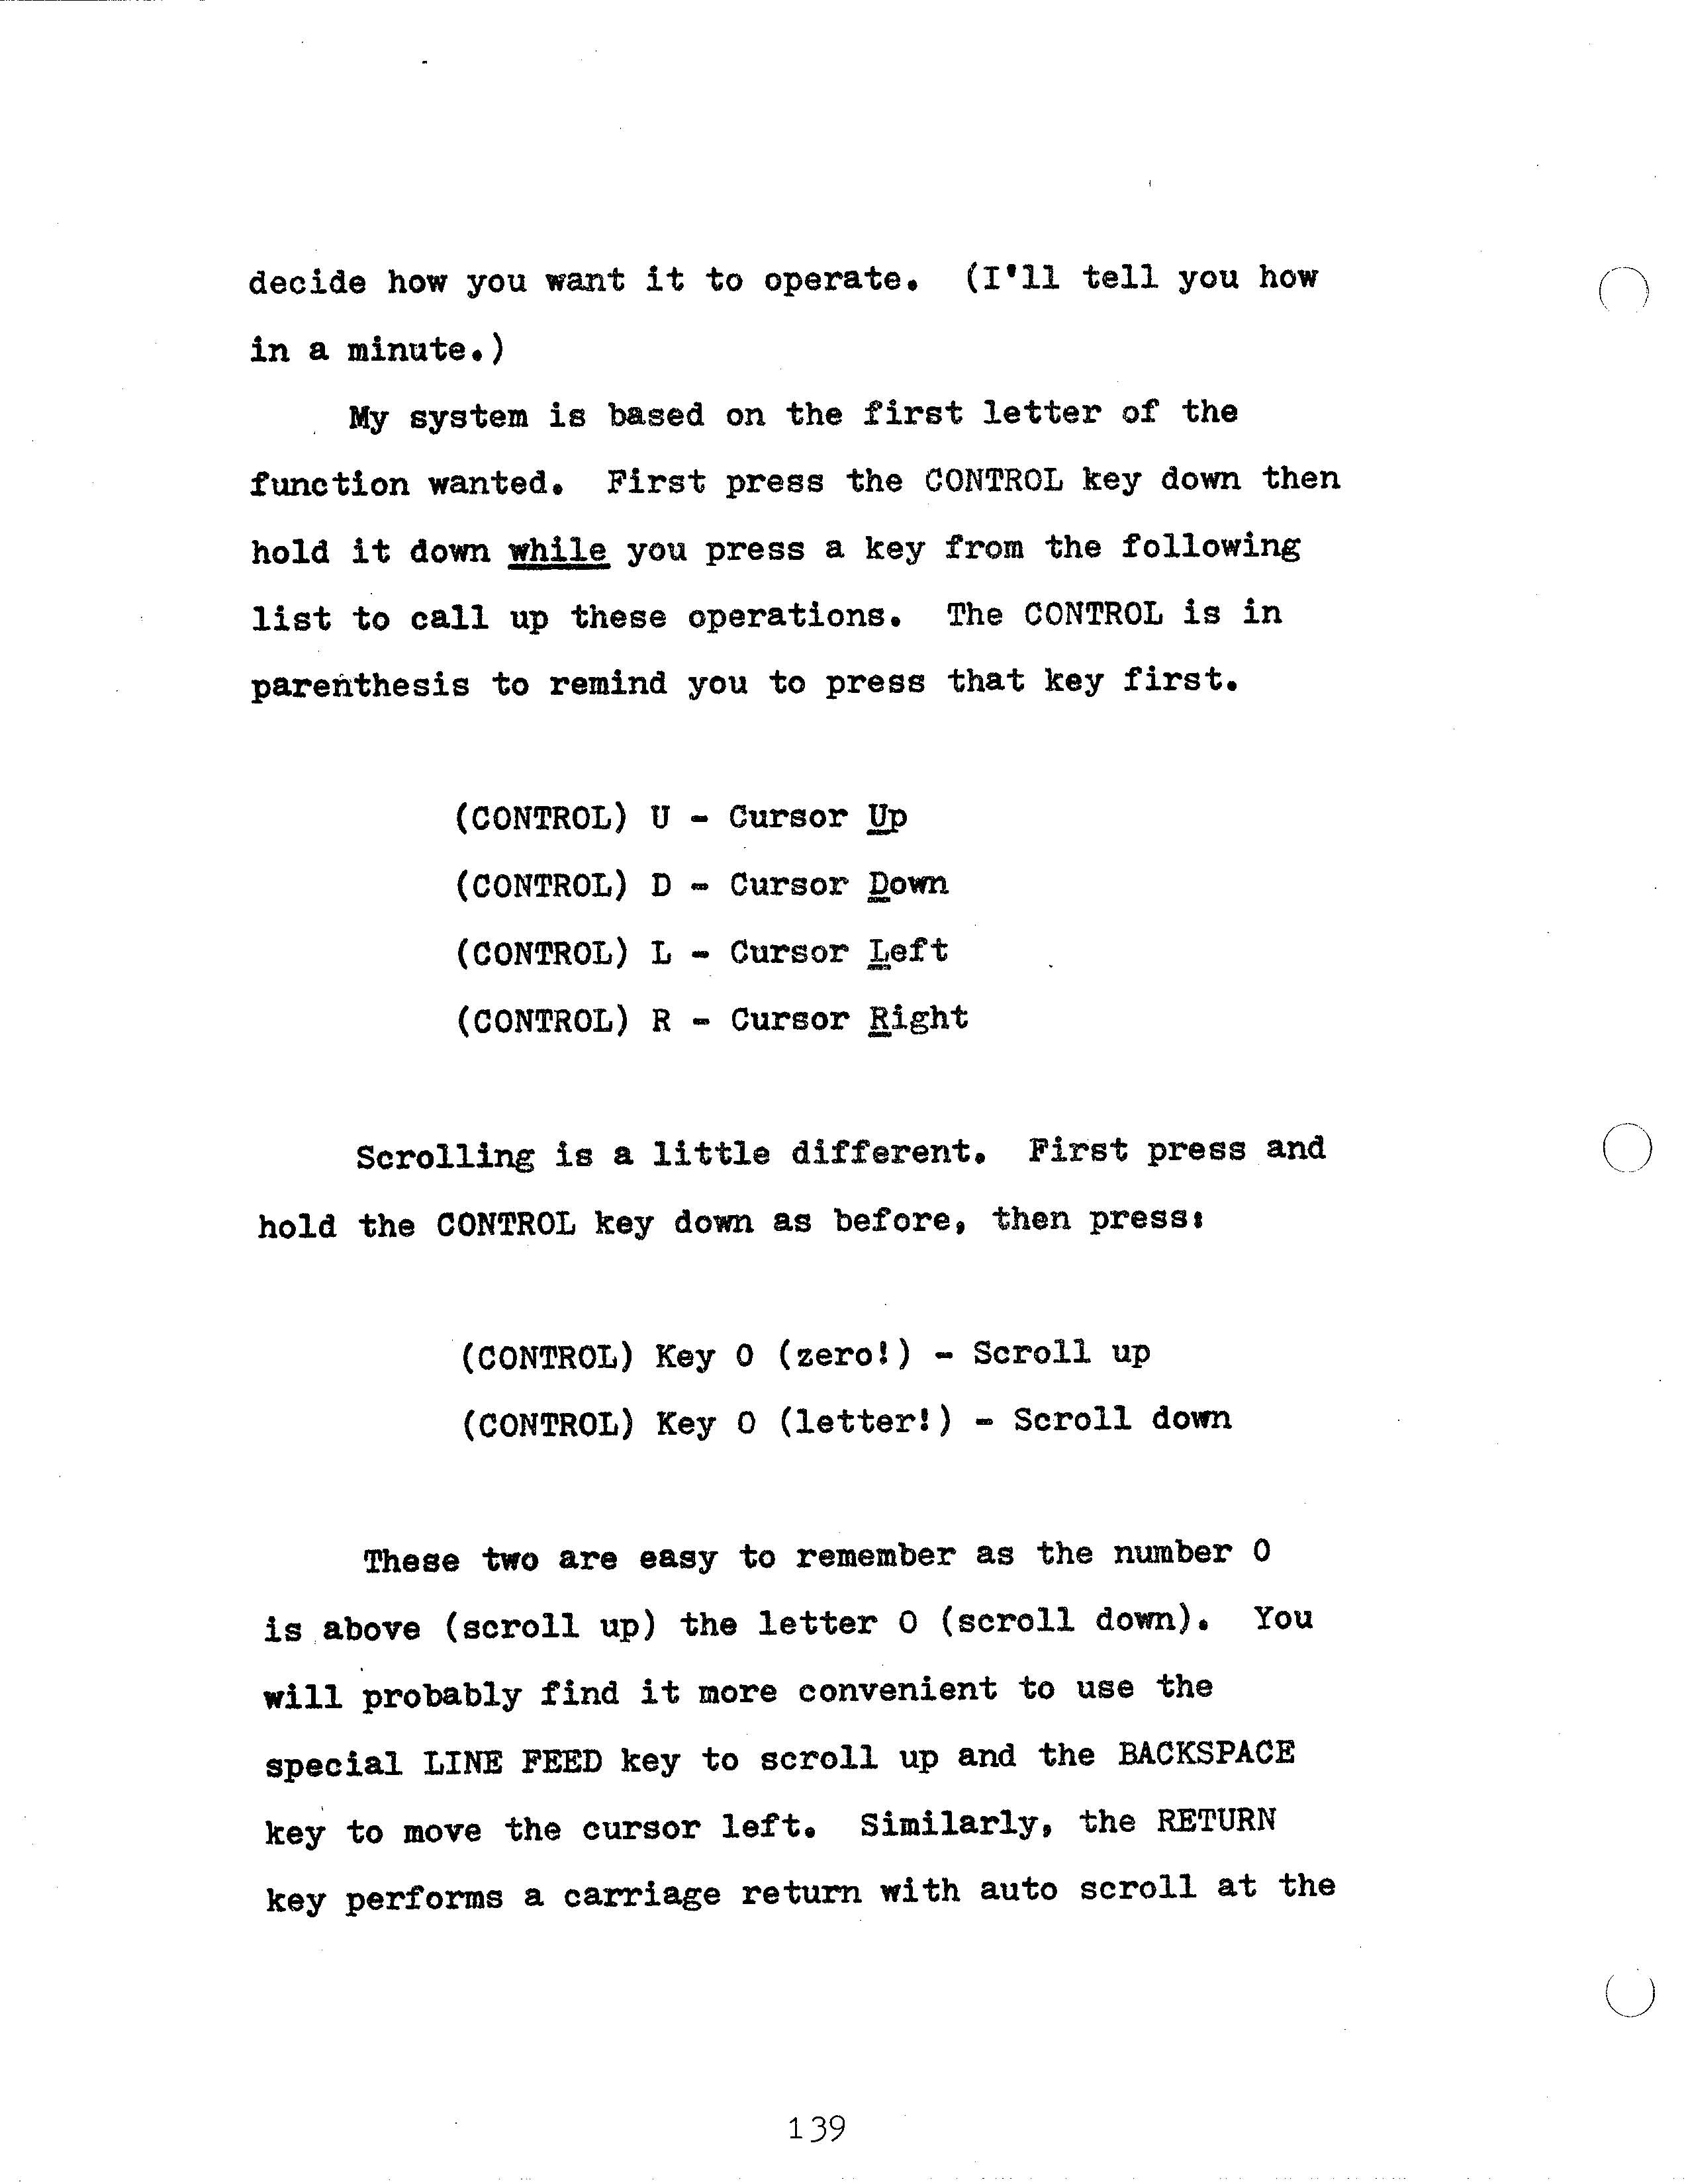 decide how you want it to operate.  (I'll tell you how
in a minute.)
My system is based on the first letter of the
function wanted.  First press the CONTROL key down then
hold it down while you press a key from the following
list to call up these operations.  The CONTROL is in
parenthesis to remind you to press that key first.
(CONTROL) U - Cursor Up
(CONTROL) D - Cursor Down
(CONTROL) L - Cursor Left
(CONTROL) R - Cursor Right
Scrolling is a little different.  First press and
hold the CONTROL key down as before, then press:
(CONTROL) Key 0 (zero!) - Scroll up
(CONTROL) Key O (letter!) - Scroll down
These two are easy to remember as the number 0
is above (scroll up) the letter O (scroll down).  You
will probably find it more convenient to use the
special LINE FEED key to scroll up and the BACKSPACE
key to move the cursor left.  Similarly, the RETURN
key performs a carriage return with auto scroll at the
139